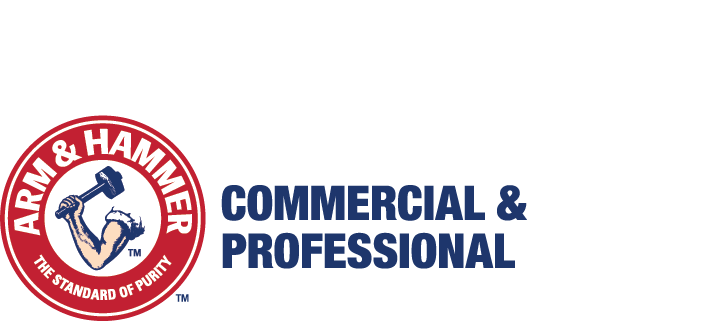 ARM & HAMMER
THE STANDARD OF PURITY
™
™
COMMERCIAL &
PROFESSIONAL